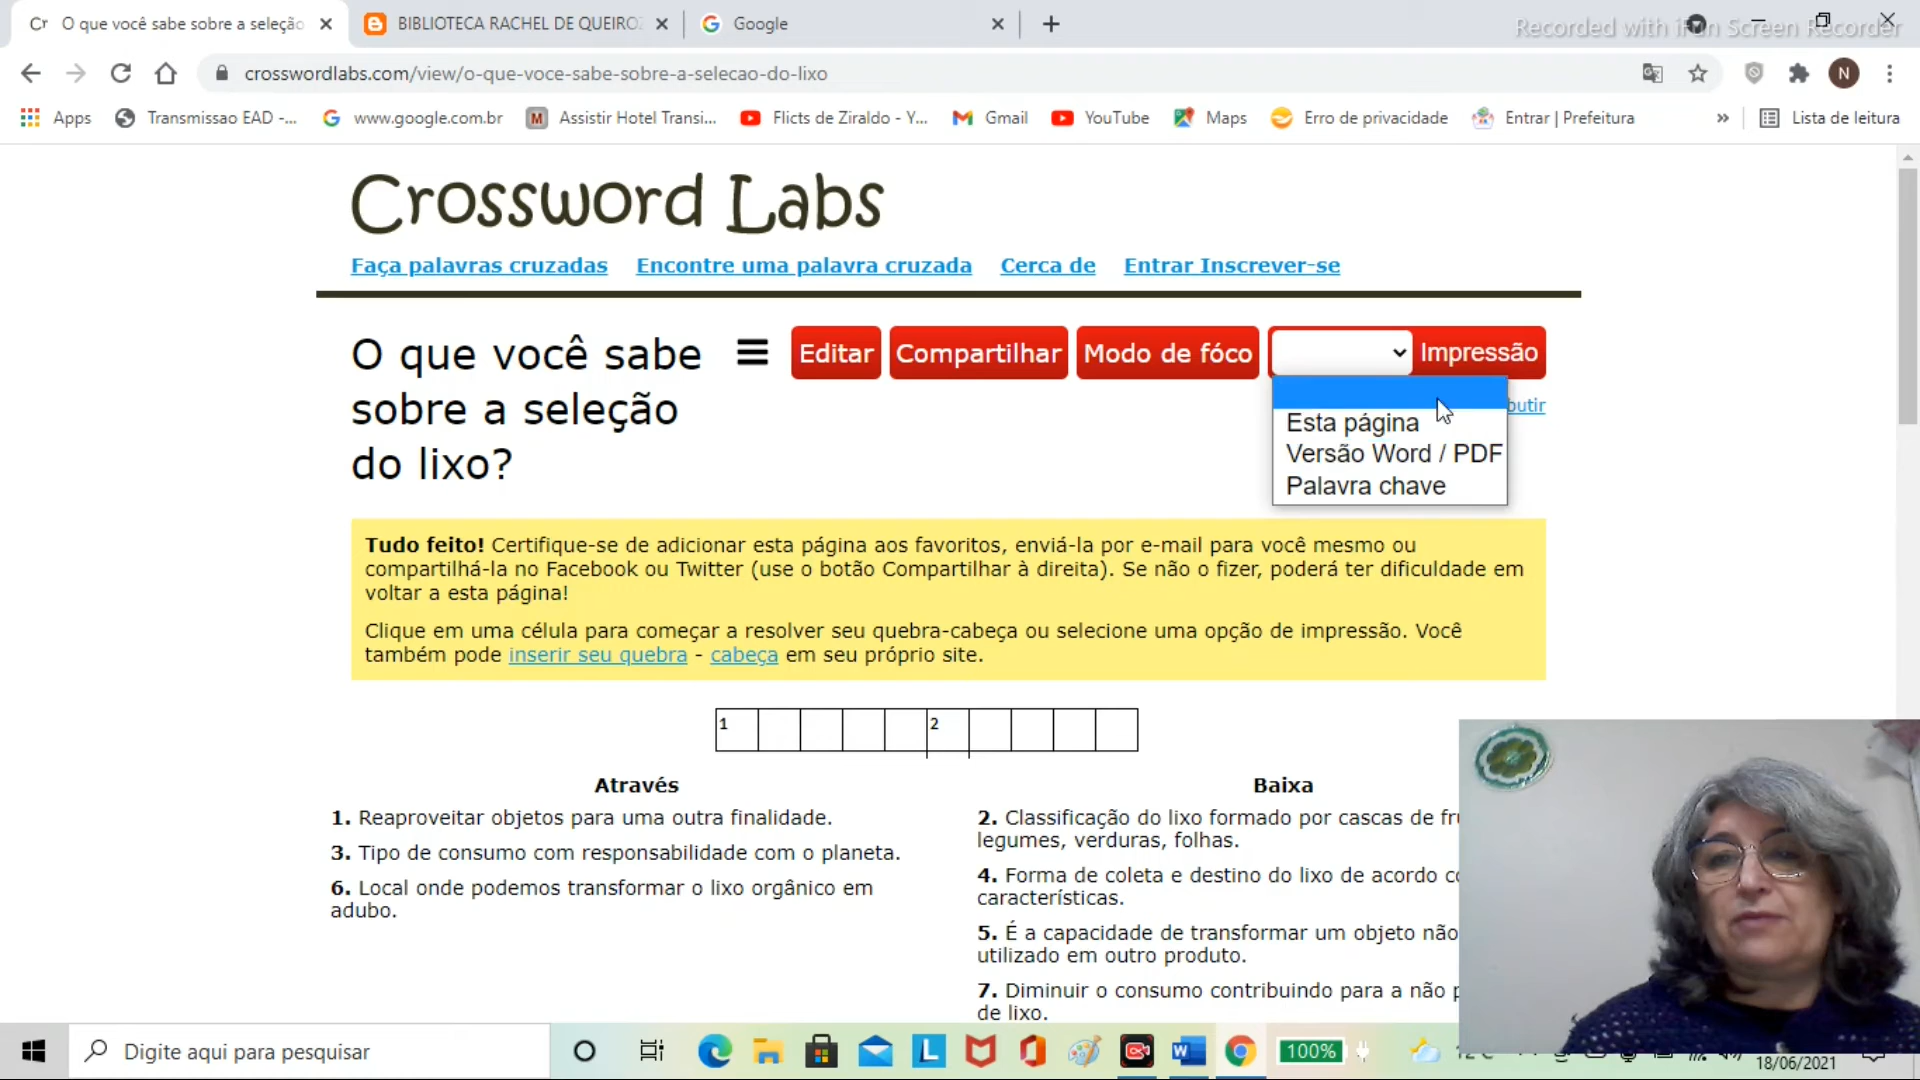 O que você sabe sobre a seleção
BIBLIOTECA RACHEL DE QUEIROZ
Google
Recorded with iFun Screen Recorder
crosswordlabs.com/view/o-que-voce-sabe-sobre-a-selecao-do-lixo
N
Apps
Transmissao EAD -...
www.google.com.br
Assistir Hotel Transi...
Flicts de Ziraldo - Y...
Gmail
YouTube
Maps
Erro de privacidade
Entrar | Prefeitura
»
Lista de leitura
Crossword Labs
Faça palavras cruzadas
Encontre uma palavra cruzada
Cerca de
Entrar Inscrever-se
O que você sabe
sobre a seleção
do lixo?
Editar
Compartilhar
Modo de fóco
Impressão
butir
Esta página
Versão Word / PDF
Palavra chave
Tudo feito! Certifique-se de adicionar esta página aos favoritos, enviá-la por e-mail para você mesmo ou
compartilhá-la no Facebook ou Twitter (use o botão Compartilhar à direita). Se não o fizer, poderá ter dificuldade em
voltar a esta página!
Clique em uma célula para começar a resolver seu quebra-cabeça ou selecione uma opção de impressão. Você
também pode inserir seu quebra - cabeça em seu próprio site.
1
2
Através
1. Reaproveitar objetos para uma outra finalidade.
3. Tipo de consumo com responsabilidade com o planeta.
6. Local onde podemos transformar o lixo orgânico em
adubo.
Baixa
2. Classificação do lixo formado por cascas de fru
legumes, verduras, folhas.
4. Forma de coleta e destino do lixo de acordo co
características.
5. É a capacidade de transformar um objeto não
utilizado em outro produto.
7. Diminuir o consumo contribuindo para a não p
de lixo.
Digite aqui para pesquisar
100%
12°C
18/06/2021